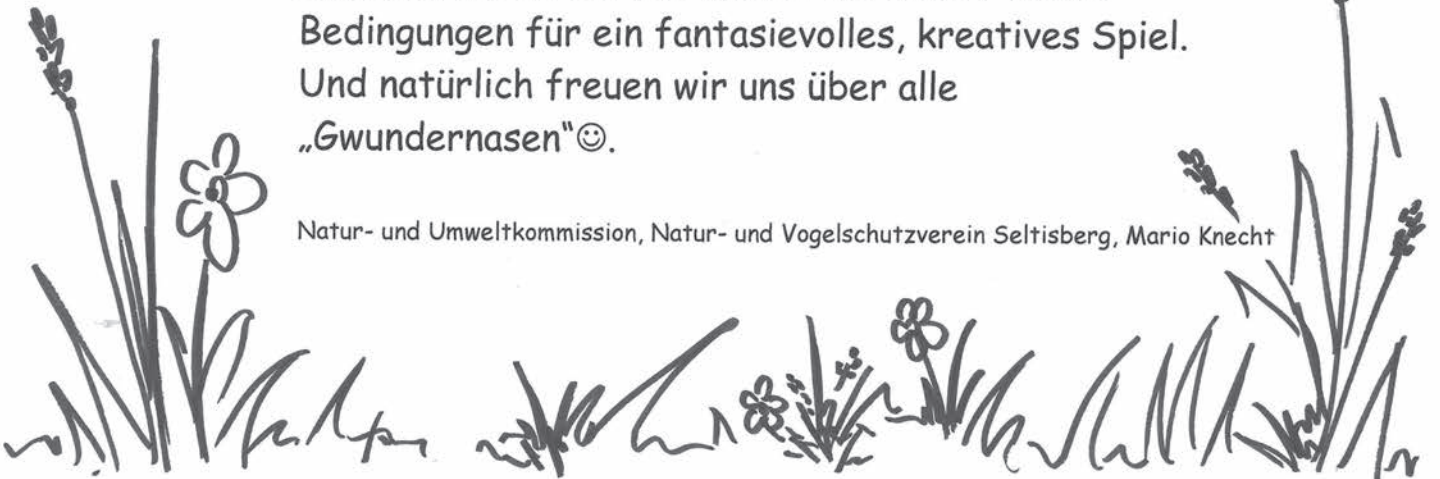 Bedingungen für ein fantasievolles, kreatives Spiel.
Und natürlich freuen wir uns über alle
„Gwundernasen“☺.
Natur- und Umweltkommission, Natur- und Vogelschutzverein Seltisberg, Mario Knecht